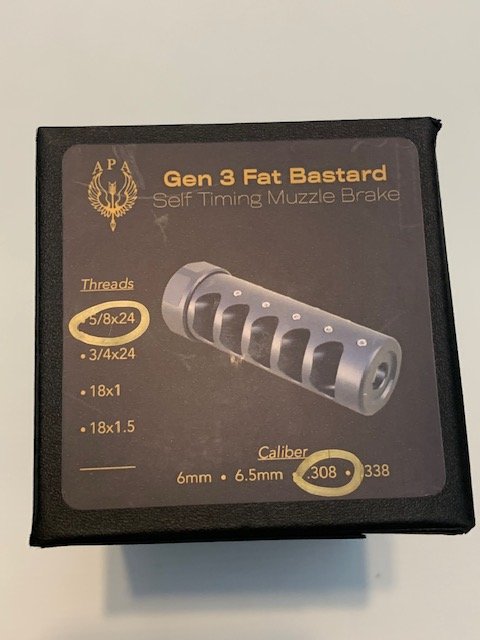 APA
Gen 3 Fat Bastard
Self Timing Muzzle Brake
Threads
• 5/8x24
• 3/4x24
• 18x1
• 18x1.5
Caliber
6mm • 6.5mm • .308 • .338